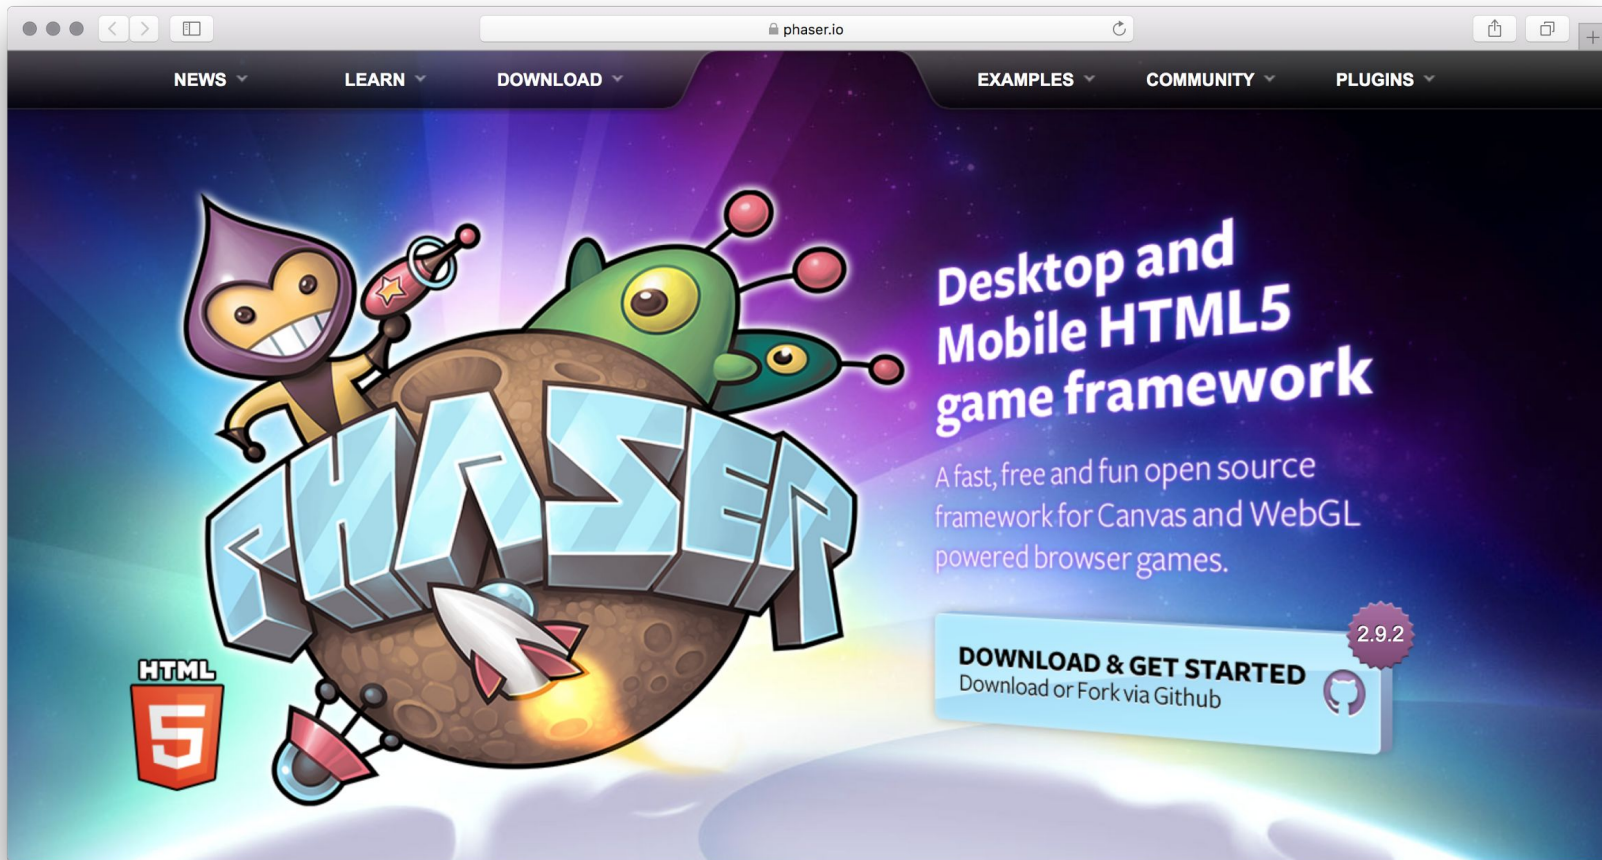 phaser.io
NEWS
LEARN
DOWNLOAD
EXAMPLES
COMMUNITY
PLUGINS
PHASER
HTML
5
Desktop and
Mobile HTML5
game framework
A fast, free and fun open source
framework for Canvas and WebGL
powered browser games.
2.9.2
DOWNLOAD & GET STARTED
Download or Fork via Github